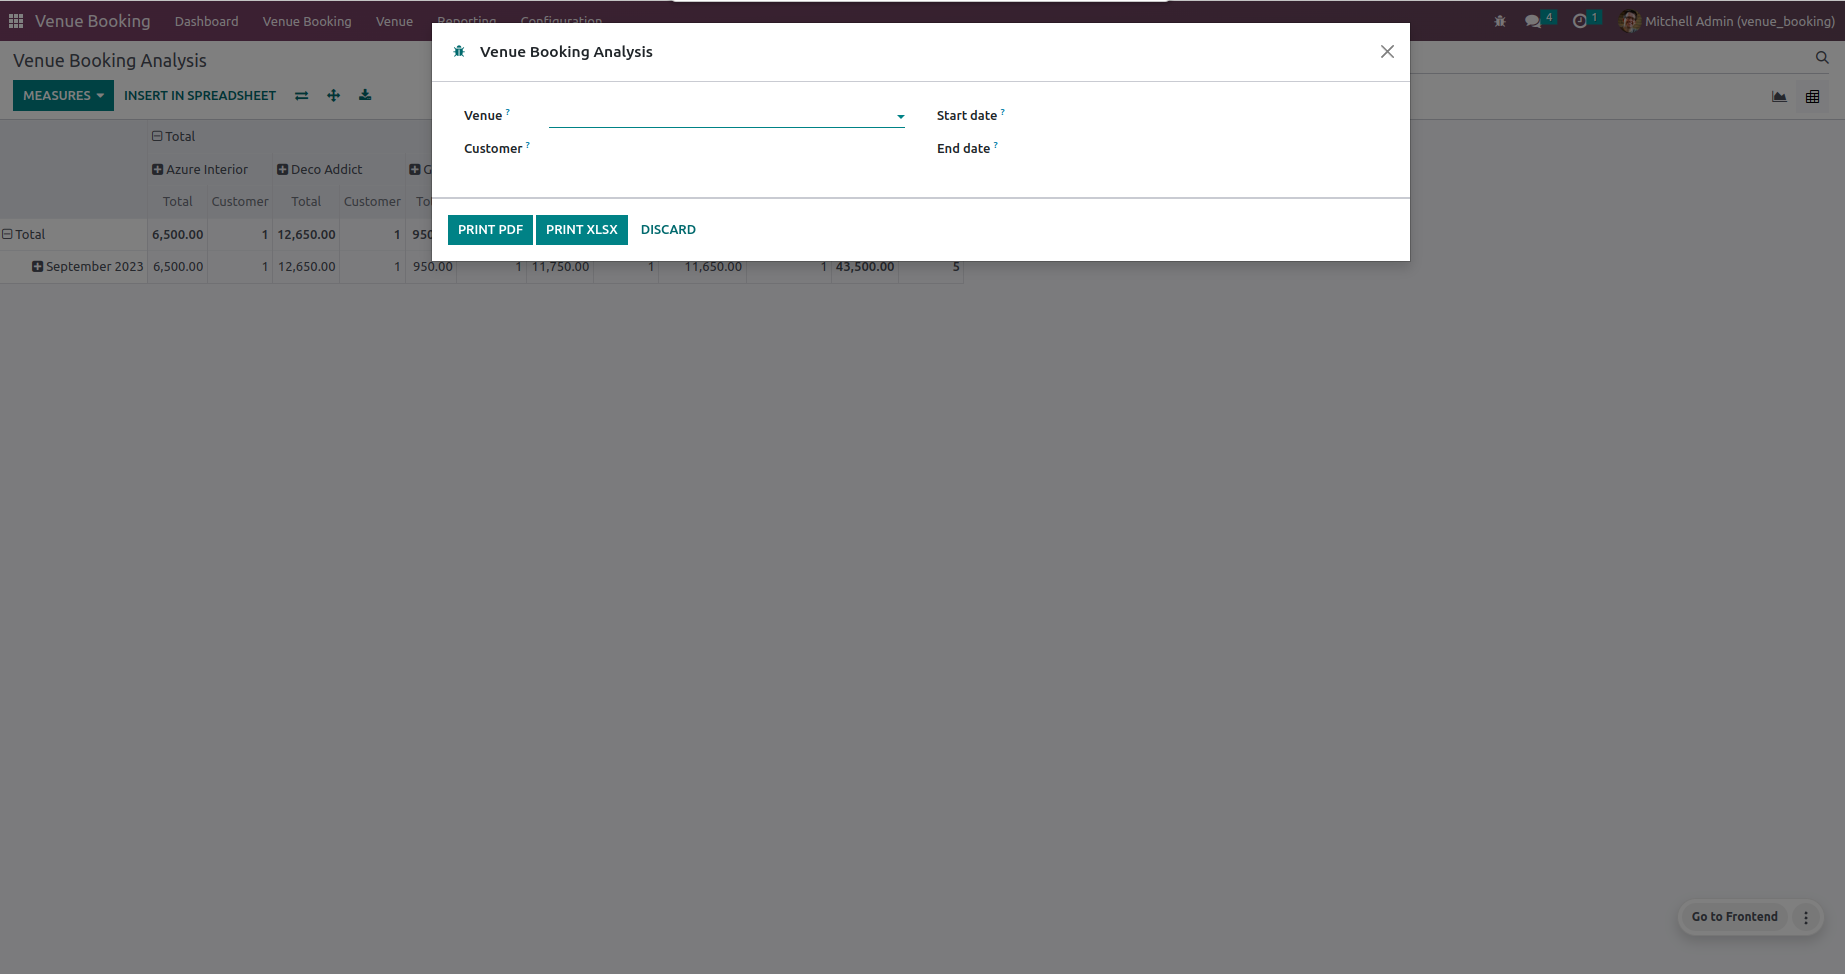 Venue Booking Dashboard Venue Booking Venue Reporting Configuration 4 1 Mitchell Admin (venue_booking)
Venue Booking Analysis
MEASURES INSERT IN SPREADSHEET
Venue Booking Analysis
Venue ? Start date ?
Customer ? End date ?
PRINT PDF PRINT XLSX DISCARD
Total
Azure Interior Deco Addict G
Total Customer Total Customer To
Total 6,500.00 1 12,650.00 1 950
September 2023 6,500.00 1 12,650.00 1 950.00 1 11,750.00 1 11,650.00 1 43,500.00 5
Go to Frontend